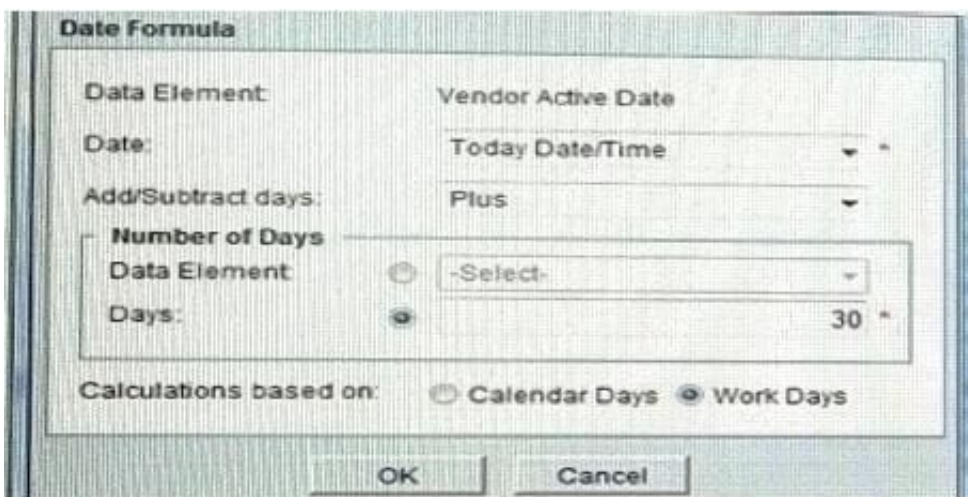 Date Formula
Data Element: Vendor Active Date
Date: Today Date/Time *
Add/Subtract days: Plus
Number of Days
Data Element -Select-
Days: 30 *
Calculations based on: Calendar Days Work Days
OK Cancel